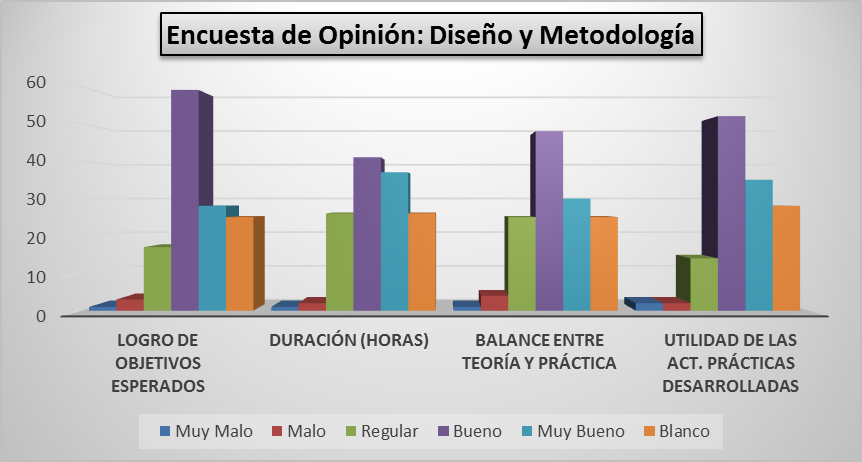 Encuesta de Opinión: Diseño y Metodología
60
50
40
30
20
10
0
LOGRO DE
OBJETIVOS
ESPERADOS
DURACIÓN (HORAS)
BALANCE ENTRE
TEORÍA Y PRÁCTICA
UTILIDAD DE LAS
ACT. PRÁCTICAS
DESARROLLADAS
Muy Malo Malo Regular Bueno Muy Bueno Blanco